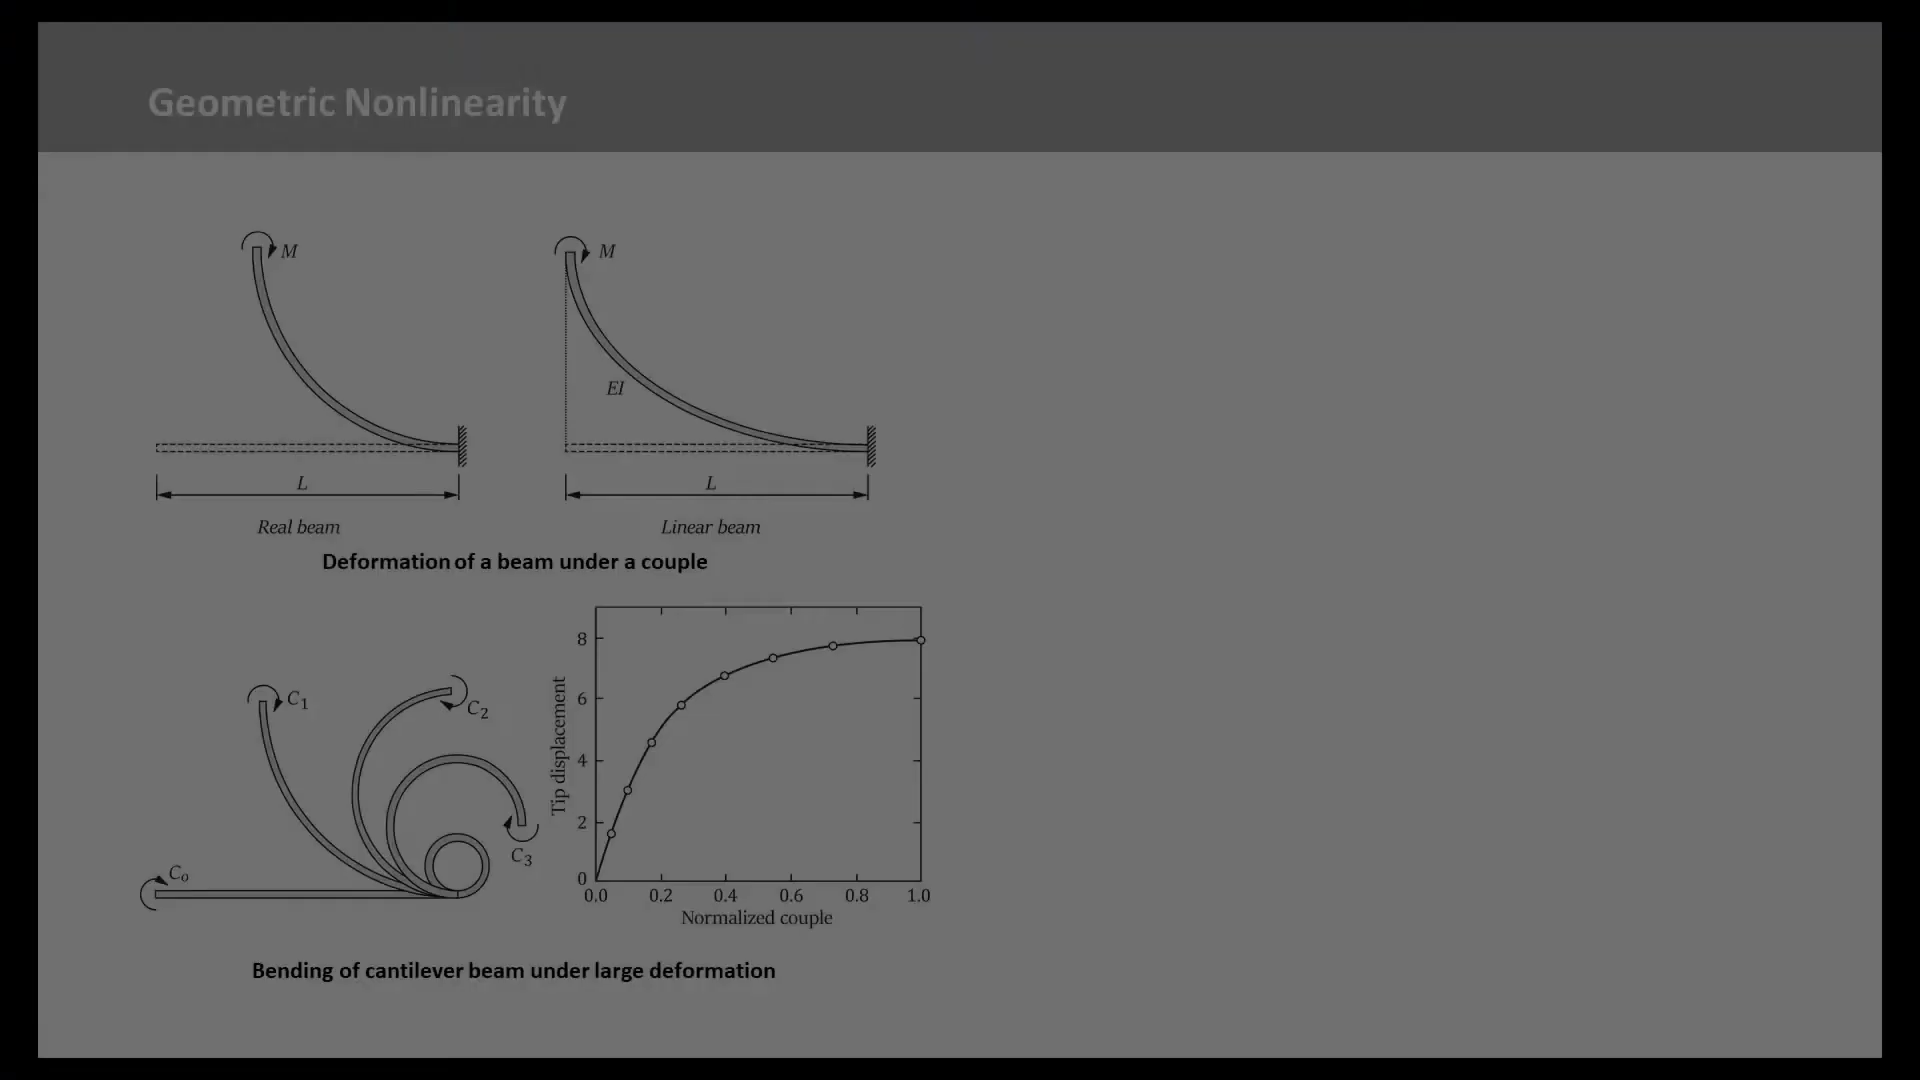 Geometric Nonlinearity
M
M
EI
L
L
Real beam
Linear beam
Deformation of a beam under a couple
C1
C2
C3
Co
Tip displacement
8
6
4
2
0
0.0 0.2 0.4 0.6 0.8 1.0
Normalized couple
Bending of cantilever beam under large deformation